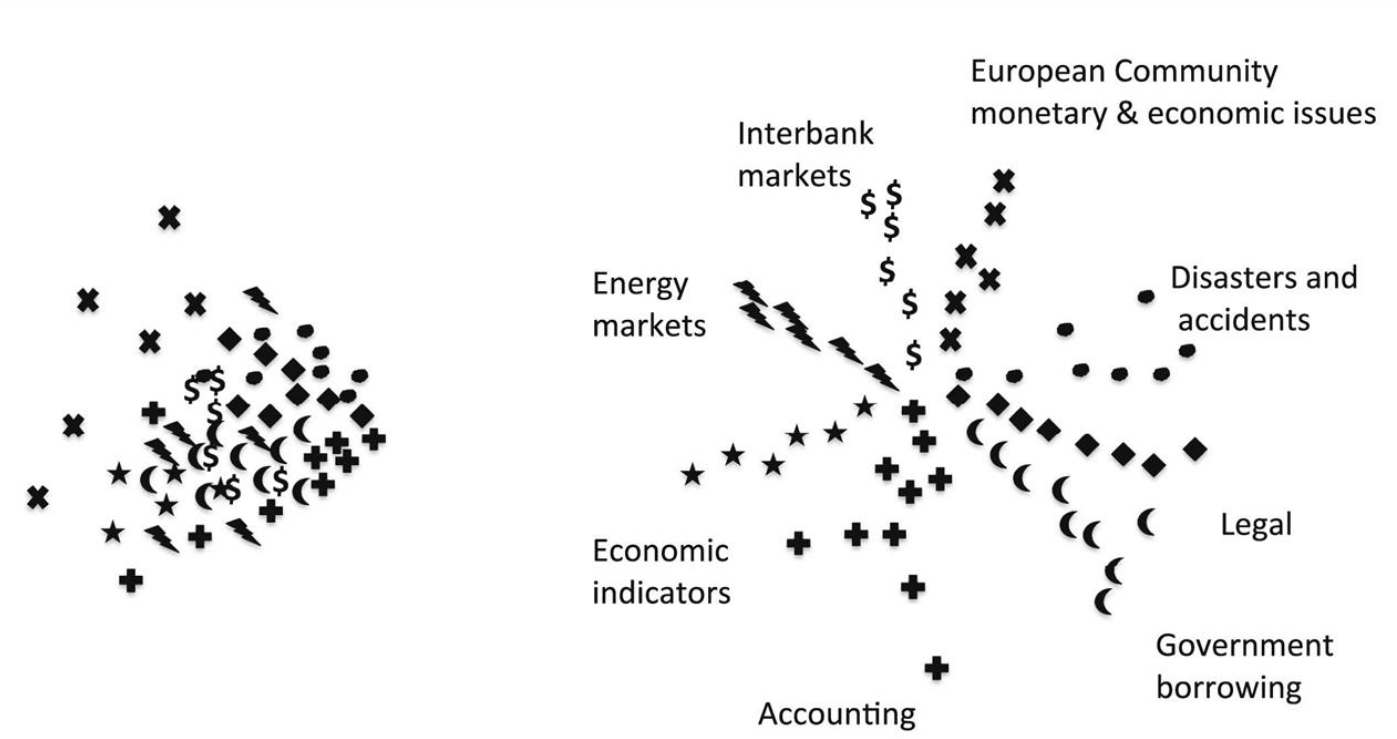 European Community
monetary & economic issues
Interbank
markets
Energy
markets
Disasters and
accidents
Economic
indicators
Legal
Government
borrowing
Accounting